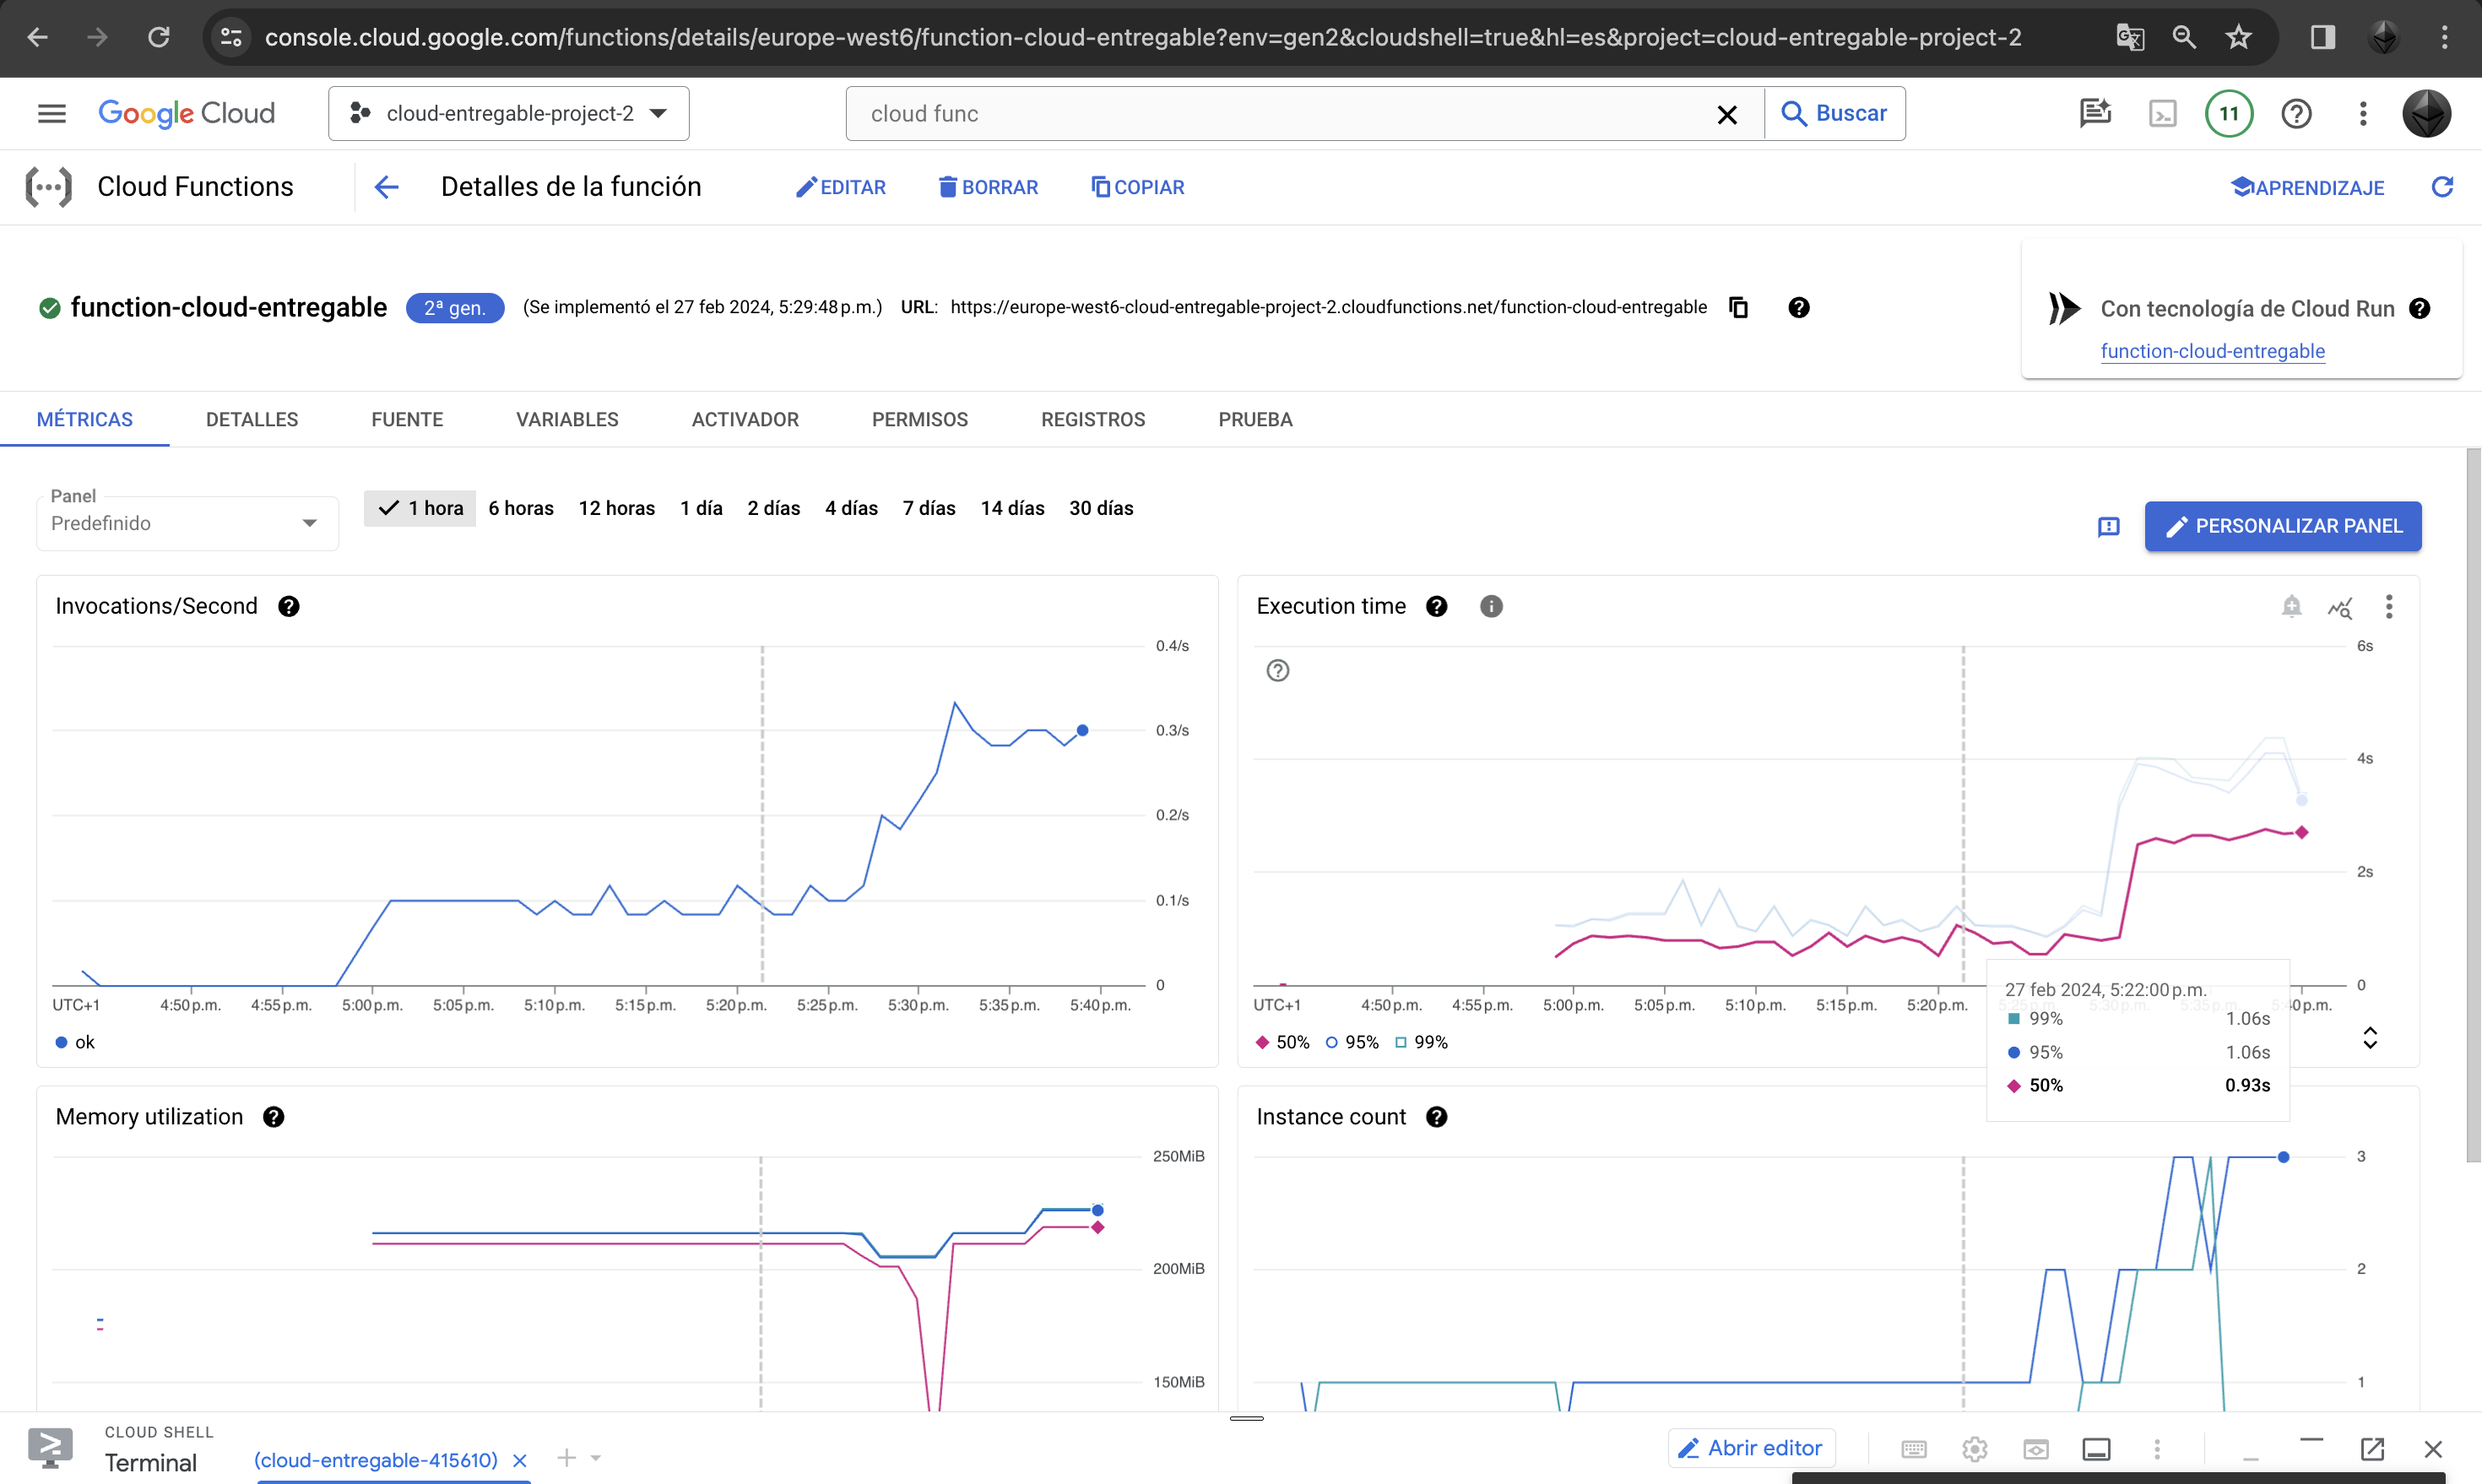 console.cloud.google.com/functions/details/europe-west6/function-cloud-entregable?env=gen2&cloudshell=true&hl=es&project=cloud-entregable-project-2
Google Cloud
cloud-entregable-project-2
cloud func
Buscar
11
Cloud Functions
Detalles de la función
EDITAR
BORRAR
COPIAR
APRENDIZAJE
function-cloud-entregable
2ª gen.
(Se implementó el 27 feb 2024, 5:29:48 p.m.)
URL: https://europe-west6-cloud-entregable-project-2.cloudfunctions.net/function-cloud-entregable
Con tecnología de Cloud Run
function-cloud-entregable
MÉTRICAS
DETALLES
FUENTE
VARIABLES
ACTIVADOR
PERMISOS
REGISTROS
PRUEBA
Panel
Predefinido
1 hora
6 horas
12 horas
1 día
2 días
4 días
7 días
14 días
30 días
PERSONALIZAR PANEL
Invocations/Second
0.4/s
0.3/s
0.2/s
0.1/s
0
UTC+1 4:50 p.m. 4:55 p.m. 5:00 p.m. 5:05 p.m. 5:10 p.m. 5:15 p.m. 5:20 p.m. 5:25 p.m. 5:30 p.m. 5:35 p.m. 5:40 p.m.
ok
Execution time
6s
4s
2s
0
UTC+1 4:50 p.m. 4:55 p.m. 5:00 p.m. 5:05 p.m. 5:10 p.m. 5:15 p.m. 5:20 p.m. 5:25 p.m. 5:30 p.m. 5:35 p.m. 5:40 p.m.
50% 95% 99%
27 feb 2024, 5:22:00 p.m.
99% 1.06s
95% 1.06s
50% 0.93s
Memory utilization
250MiB
200MiB
150MiB
Instance count
3
2
1
CLOUD SHELL
Terminal
(cloud-entregable-415610)
Abrir editor